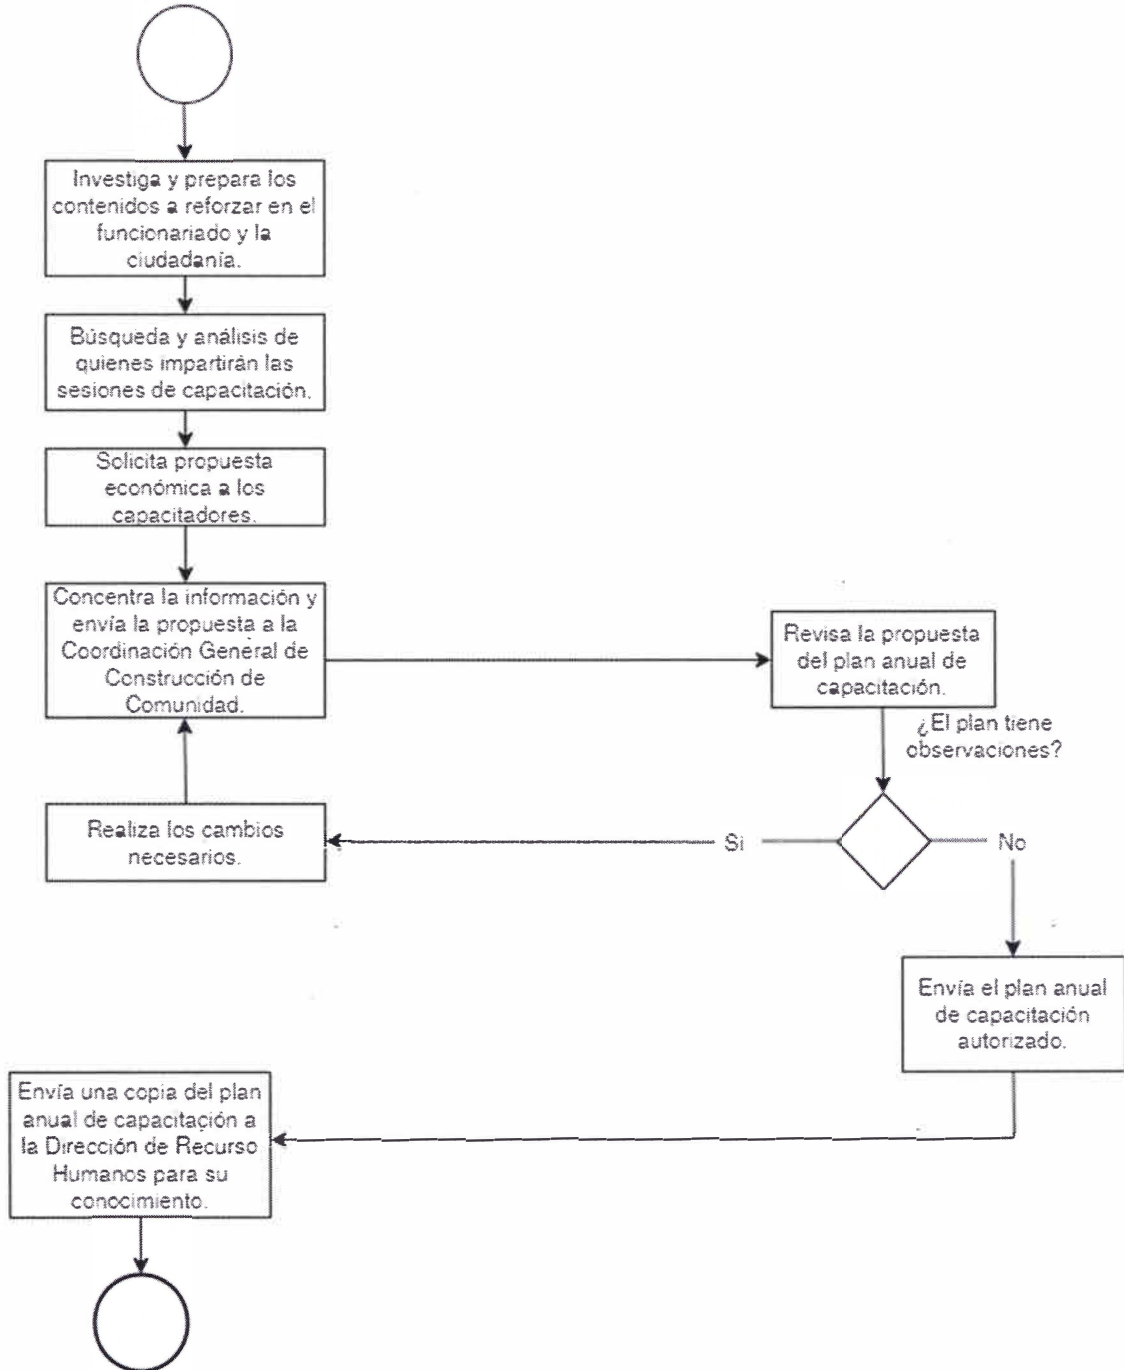 Investiga y prepara los
contenidos a reforzar en el
funcionariado y la
ciudadanía.
Búsqueda y análisis de
quienes impartirán las
sesiones de capacitación.
Solicita propuesta
económica a los
capacitadores.
Concentra la información y
envía la propuesta a la
Coordinación General de
Construcción de
Comunidad.
Revisa la propuesta
del plan anual de
capacitación.
¿El plan tiene
observaciones?
Realiza los cambios
necesarios.
Si
No
Envía el plan anual
de capacitación
autorizado.
Envía una copia del plan
anual de capacitación a
la Dirección de Recurso
Humanos para su
conocimiento.